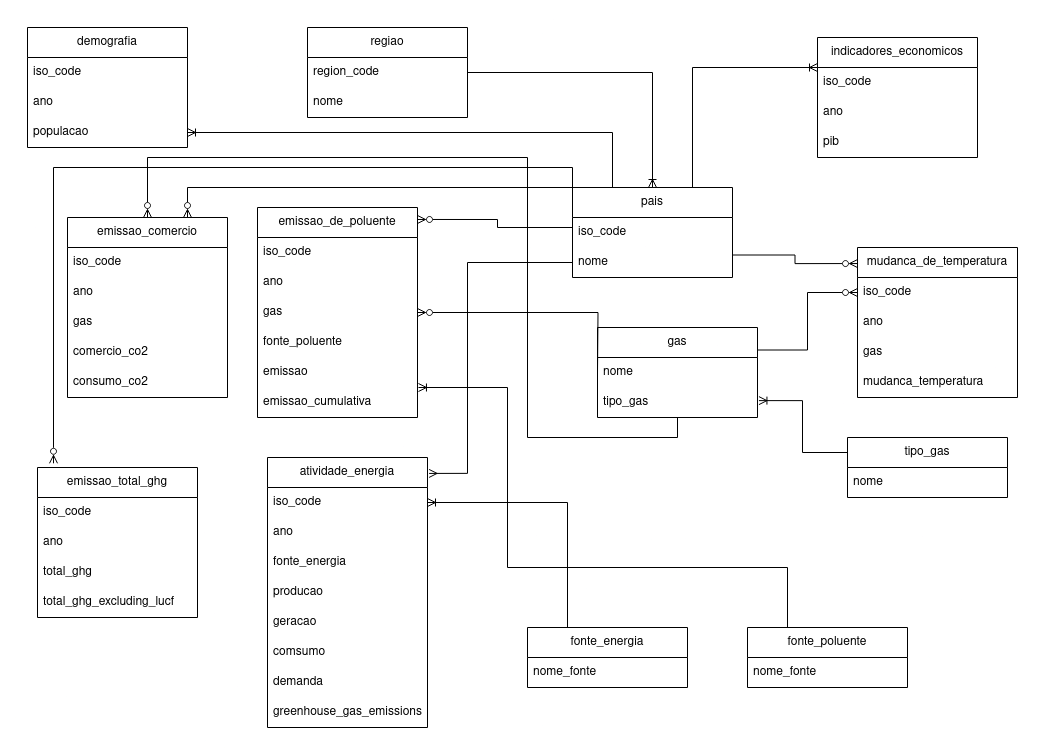 demografia
iso_code
ano
populacao
regiao
region_code
nome
indicadores_economicos
iso_code
ano
pib
pais
iso_code
nome
emissao_comercio
iso_code
ano
gas
comercio_co2
consumo_co2
emissao_de_poluente
iso_code
ano
gas
fonte_poluente
emissao
emissao_cumulativa
mudanca_de_temperatura
iso_code
ano
gas
mudanca_temperatura
gas
nome
tipo_gas
tipo_gas
nome
emissao_total_ghg
iso_code
ano
total_ghg
total_ghg_excluding_lucf
atividade_energia
iso_code
ano
fonte_energia
producao
geracao
comsumo
demanda
greenhouse_gas_emissions
fonte_energia
nome_fonte
fonte_poluente
nome_fonte